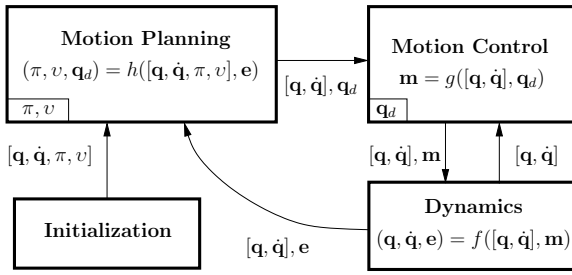 Motion Planning
(π, υ, q_d) = h([q, q̇, π, υ], e)
π, υ
[q, q̇], q_d
Motion Control
m = g([q, q̇], q_d)
q_d
[q, q̇, π, υ]
[q, q̇], m
[q, q̇]
Initialization
[q, q̇], e
Dynamics
(q, q̇, e) = f([q, q̇], m)